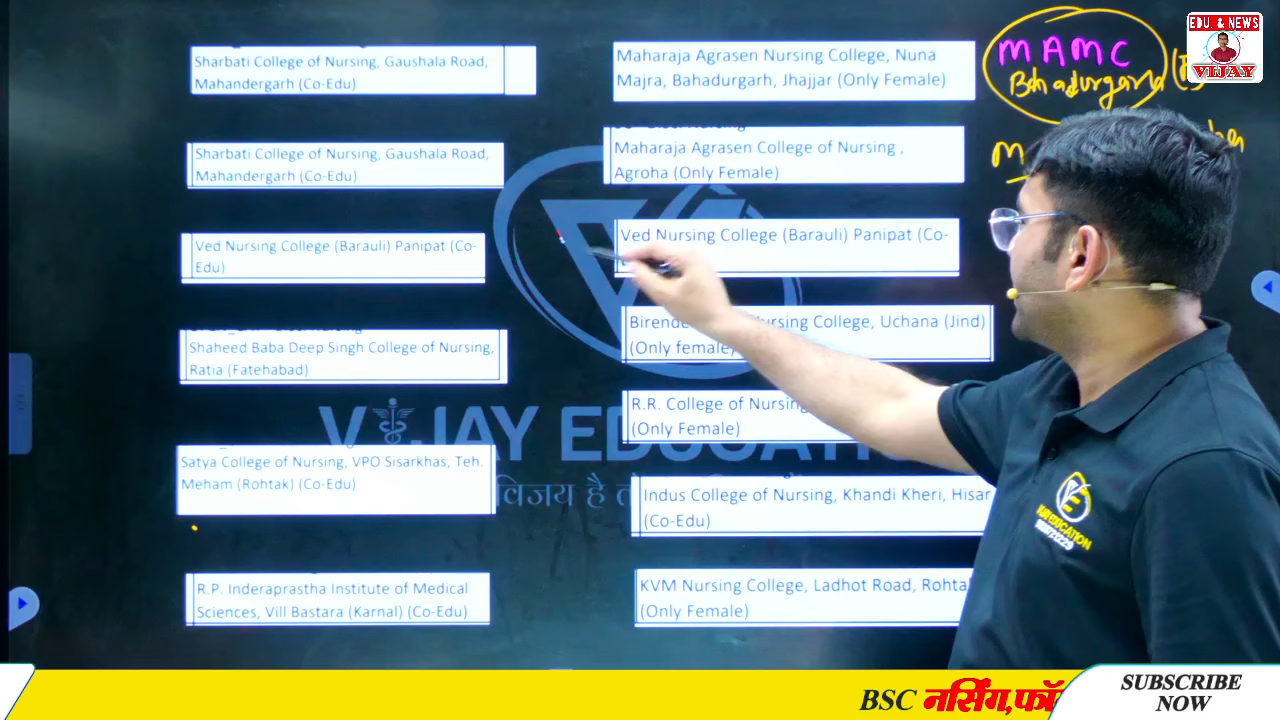 Sharbati College of Nursing, Gaushala Road,
Mahandergarh (Co-Edu)
Sharbati College of Nursing, Gaushala Road,
Mahandergarh (Co-Edu)
Ved Nursing College (Barauli) Panipat (Co-
Edu)
Shaheed Baba Deep Singh College of Nursing,
Ratia (Fatehabad)
Satya College of Nursing, VPO Sisarkhas, Teh.
Meham (Rohtak) (Co-Edu)
R.P. Inderaprastha Institute of Medical
Sciences, Vill Bastara (Karnal) (Co-Edu)
Maharaja Agrasen Nursing College, Nuna
Majra, Bahadurgarh, Jhajjar (Only Female)
Maharaja Agrasen College of Nursing ,
Agroha (Only Female)
Ved Nursing College (Barauli) Panipat (Co-
Nursing College, Uchana (Jind)
(Only female)
R.R. College of Nursing
(Only Female)
Indus College of Nursing, Khandi Kheri, Hisar
(Co-Edu)
KVM Nursing College, Ladhot Road,
(Only Female)
MAMC
VIJAY
विजय है
EDU. & NEWS
VIJAY
VIJAY EDUCATION
BSC नर्सिंग,
SUBSCRIBE
NOW